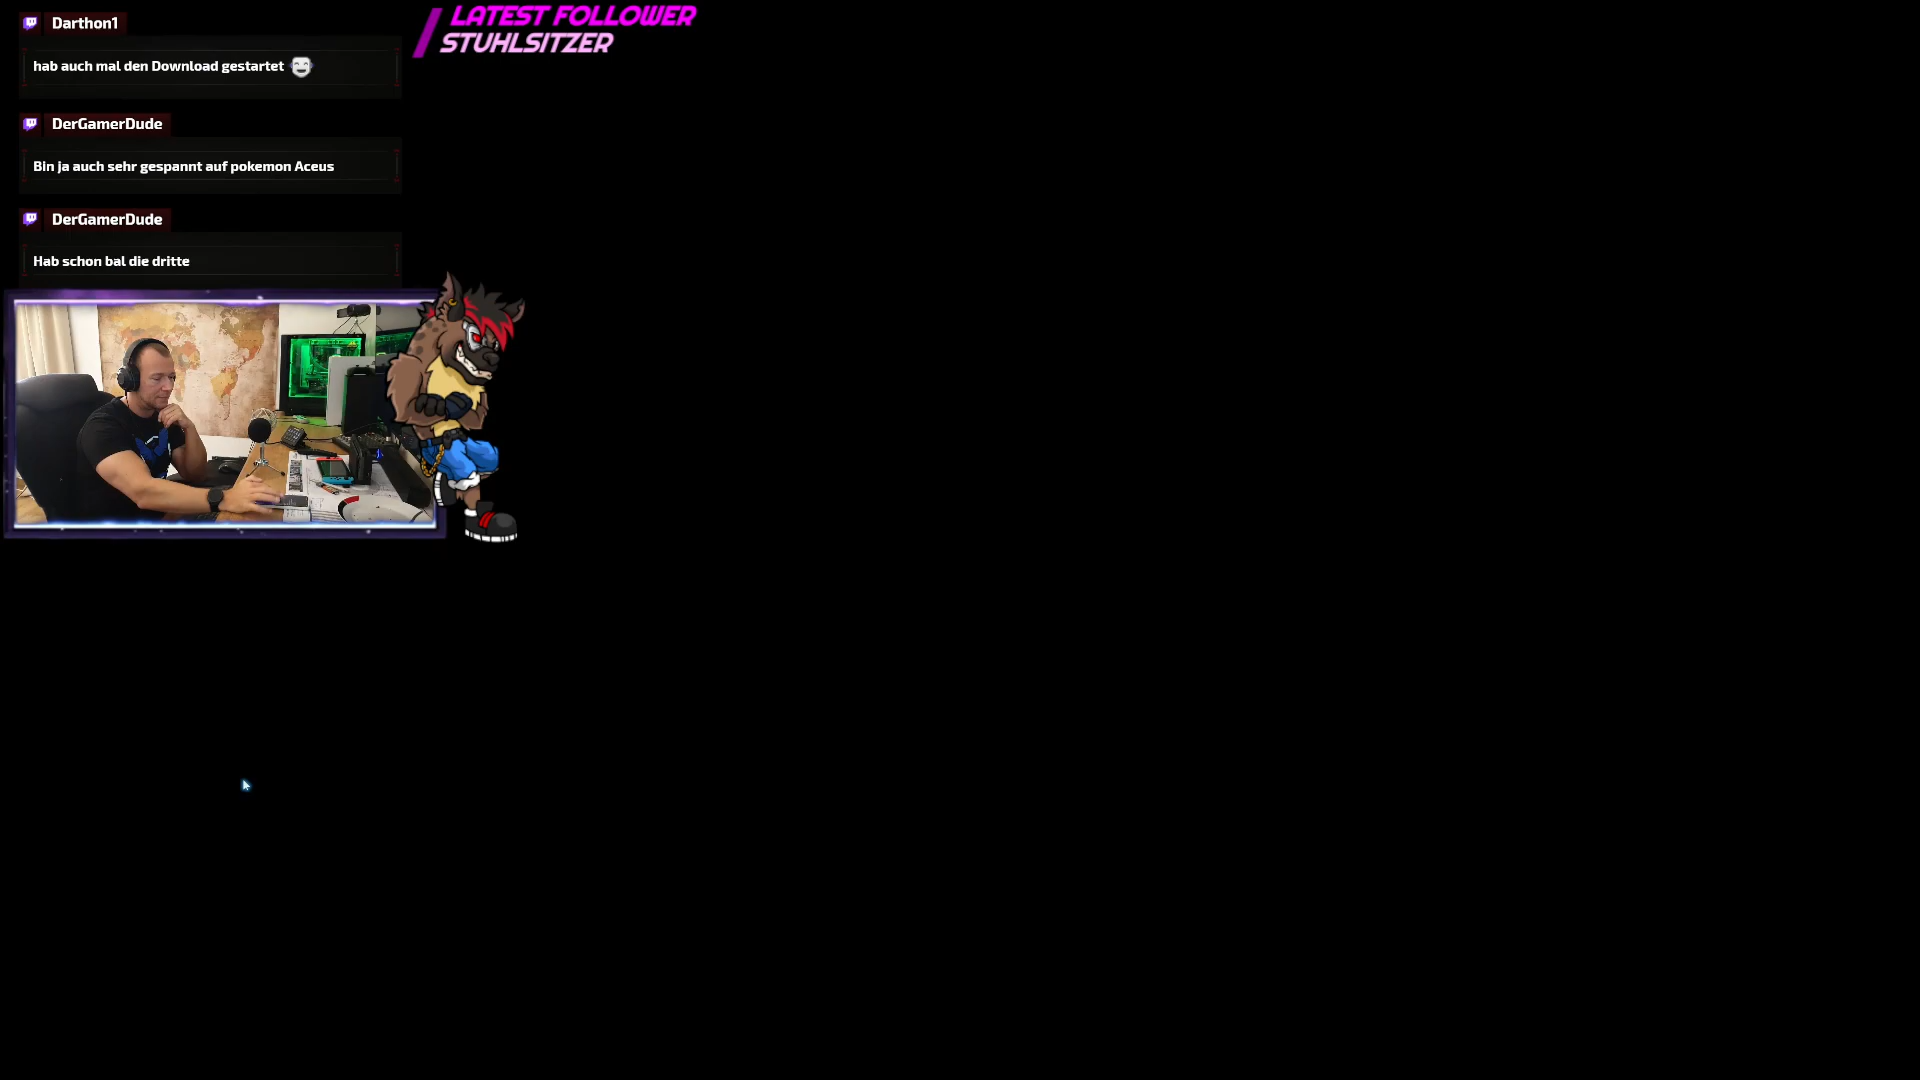 Darthon1
hab auch mal den Download gestartet
DerGamerDude
Bin ja auch sehr gespannt auf pokemon Aceus
DerGamerDude
Hab schon bal die dritte
LATEST FOLLOWER
STUHLSITZER